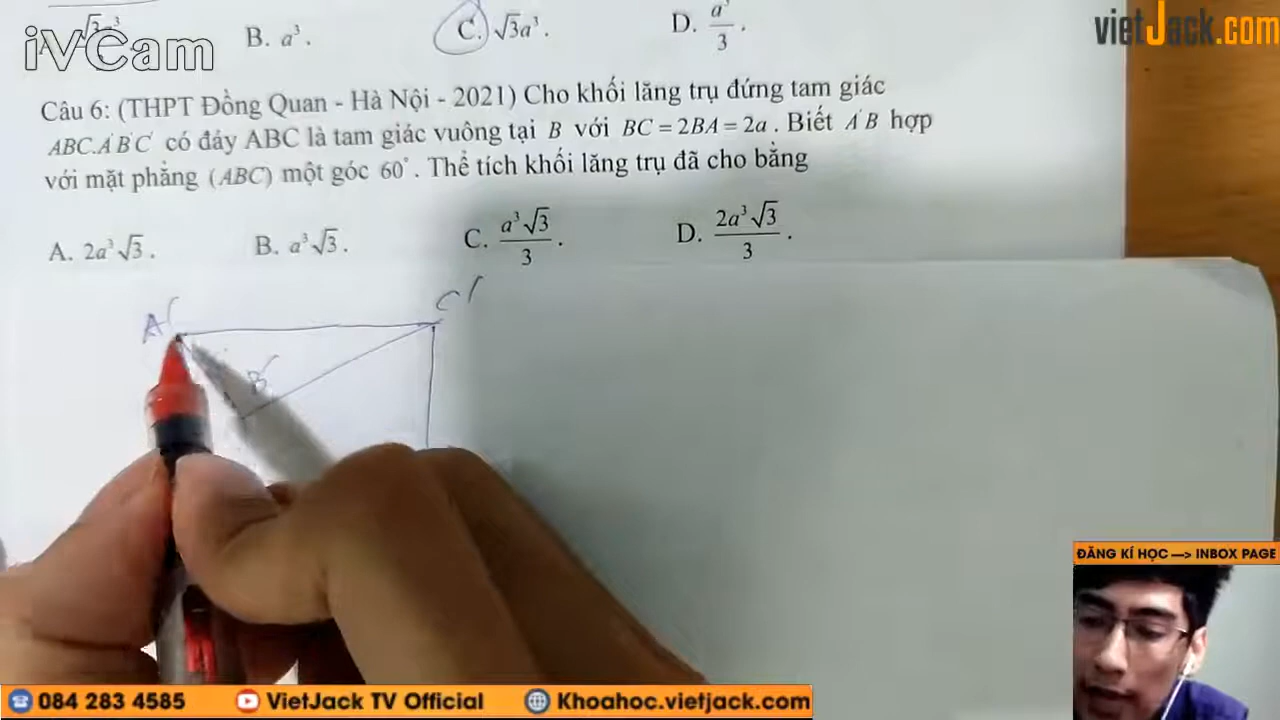 iVCam
vietJack.com
B. a³.
C. √3a³.
D. a³/3.
Câu 6: (THPT Đồng Quan - Hà Nội - 2021) Cho khối lăng trụ đứng tam giác
ABC.A'B'C' có đáy ABC là tam giác vuông tại B với BC = 2BA = 2a. Biết A'B hợp
với mặt phẳng (ABC) một góc 60°. Thể tích khối lăng trụ đã cho bằng
A. 2a³√3.
B. a³√3.
C. a³√3/3.
D. 2a³√3/3.
A'
C'
B'
ĐĂNG KÍ HỌC —> INBOX PAGE
084 283 4585
VietJack TV Official
Khoahoc.vietjack.com